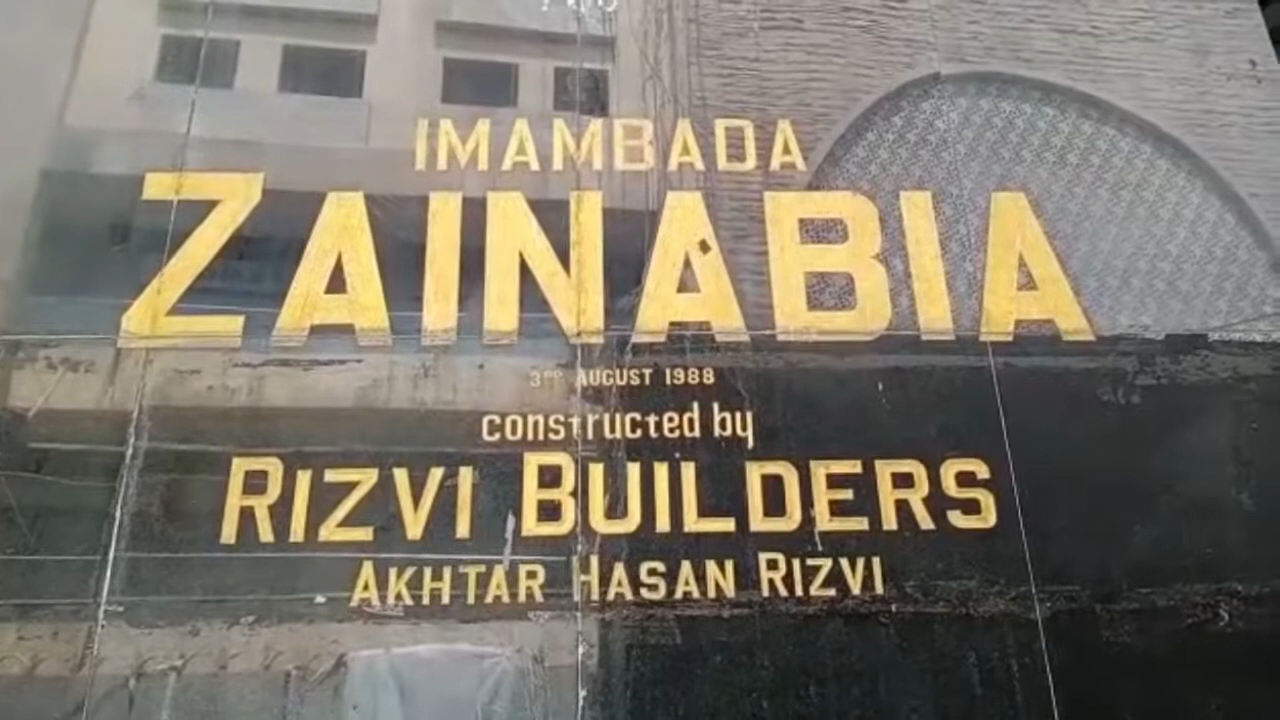 IMAMBADA
ZAINABIA
3RD AUGUST 1988
constructed by
RIZVI BUILDERS
AKHTAR HASAN RIZVI